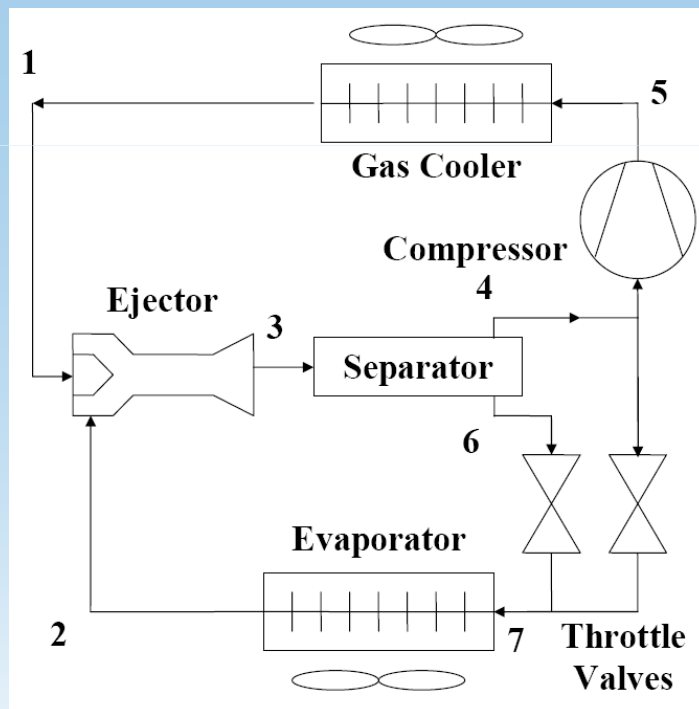 1
5
Gas Cooler
Compressor
4
Ejector
3
Separator
6
Evaporator
2
7
Throttle
Valves